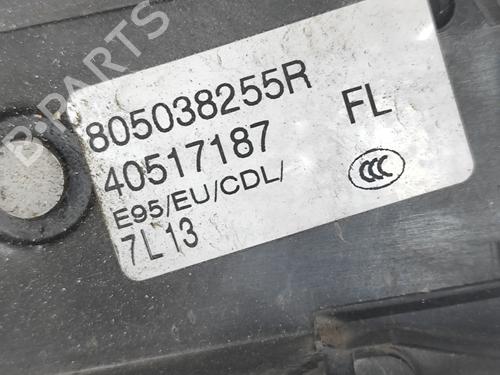 B-PARTS
805038255R
40517187 FL
E95/EU/CDL/
7L13
CCC